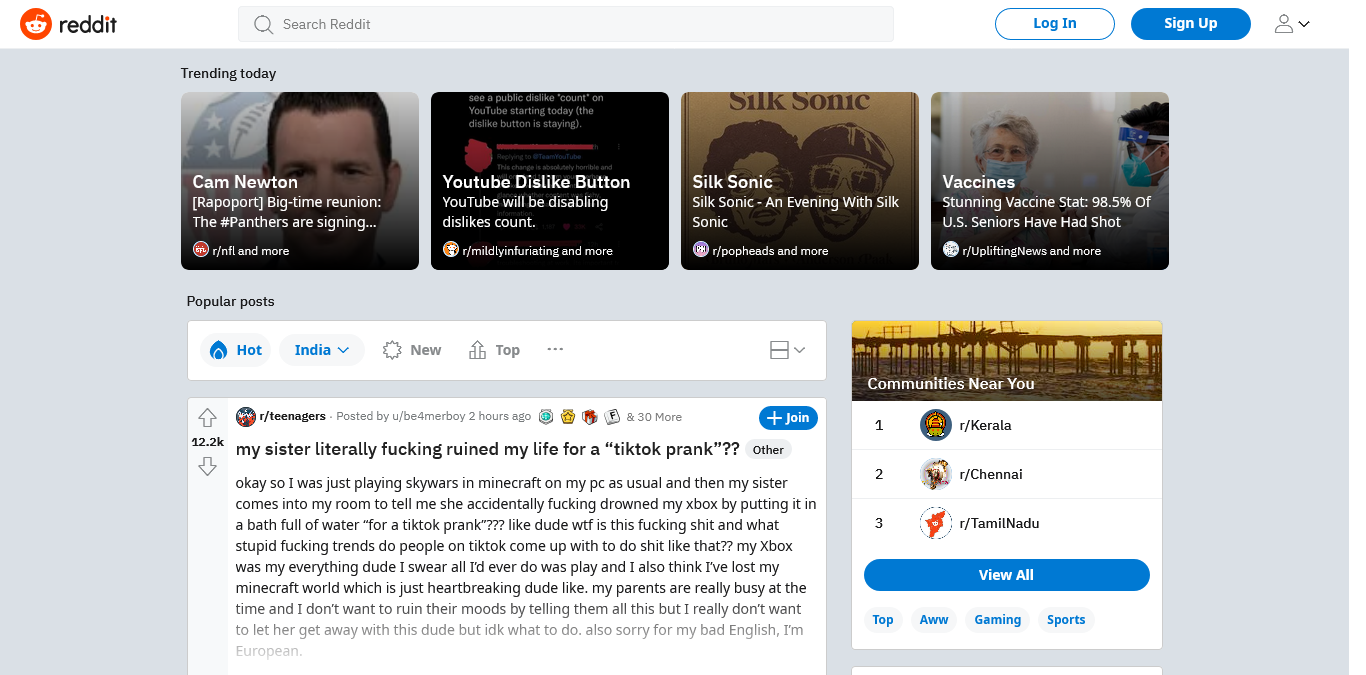 reddit
Search Reddit
Log In
Sign Up
Trending today
see a public dislike "count" on
YouTube starting today (the
dislike button is staying).
Replying to @TeamYouTube
This change is absolutely horrible and
Cam Newton
[Rapoport] Big-time reunion:
The #Panthers are signing...
r/nfl and more
Youtube Dislike Button
YouTube will be disabling
dislikes count.
r/mildlyinfuriating and more
Silk Sonic
Silk Sonic
Silk Sonic - An Evening With Silk
Sonic
r/popheads and more
Vaccines
Stunning Vaccine Stat: 98.5% Of
U.S. Seniors Have Had Shot
r/UpliftingNews and more
Popular posts
Hot
India
New
Top
r/teenagers · Posted by u/be4merboy 2 hours ago & 30 More
Join
12.2k
my sister literally fucking ruined my life for a “tiktok prank”?? Other
okay so I was just playing skywars in minecraft on my pc as usual and then my sister
comes into my room to tell me she accidentally fucking drowned my xbox by putting it in
a bath full of water “for a tiktok prank”??? like dude wtf is this fucking shit and what
stupid fucking trends do people on tiktok come up with to do shit like that?? my Xbox
was my everything dude I swear all I’d ever do was play and I also think I’ve lost my
minecraft world which is just heartbreaking dude like. my parents are really busy at the
time and I don’t want to ruin their moods by telling them all this but I really don’t want
to let her get away with this dude but idk what to do. also sorry for my bad English, I’m
European.
Communities Near You
1 r/Kerala
2 r/Chennai
3 r/TamilNadu
View All
Top
Aww
Gaming
Sports